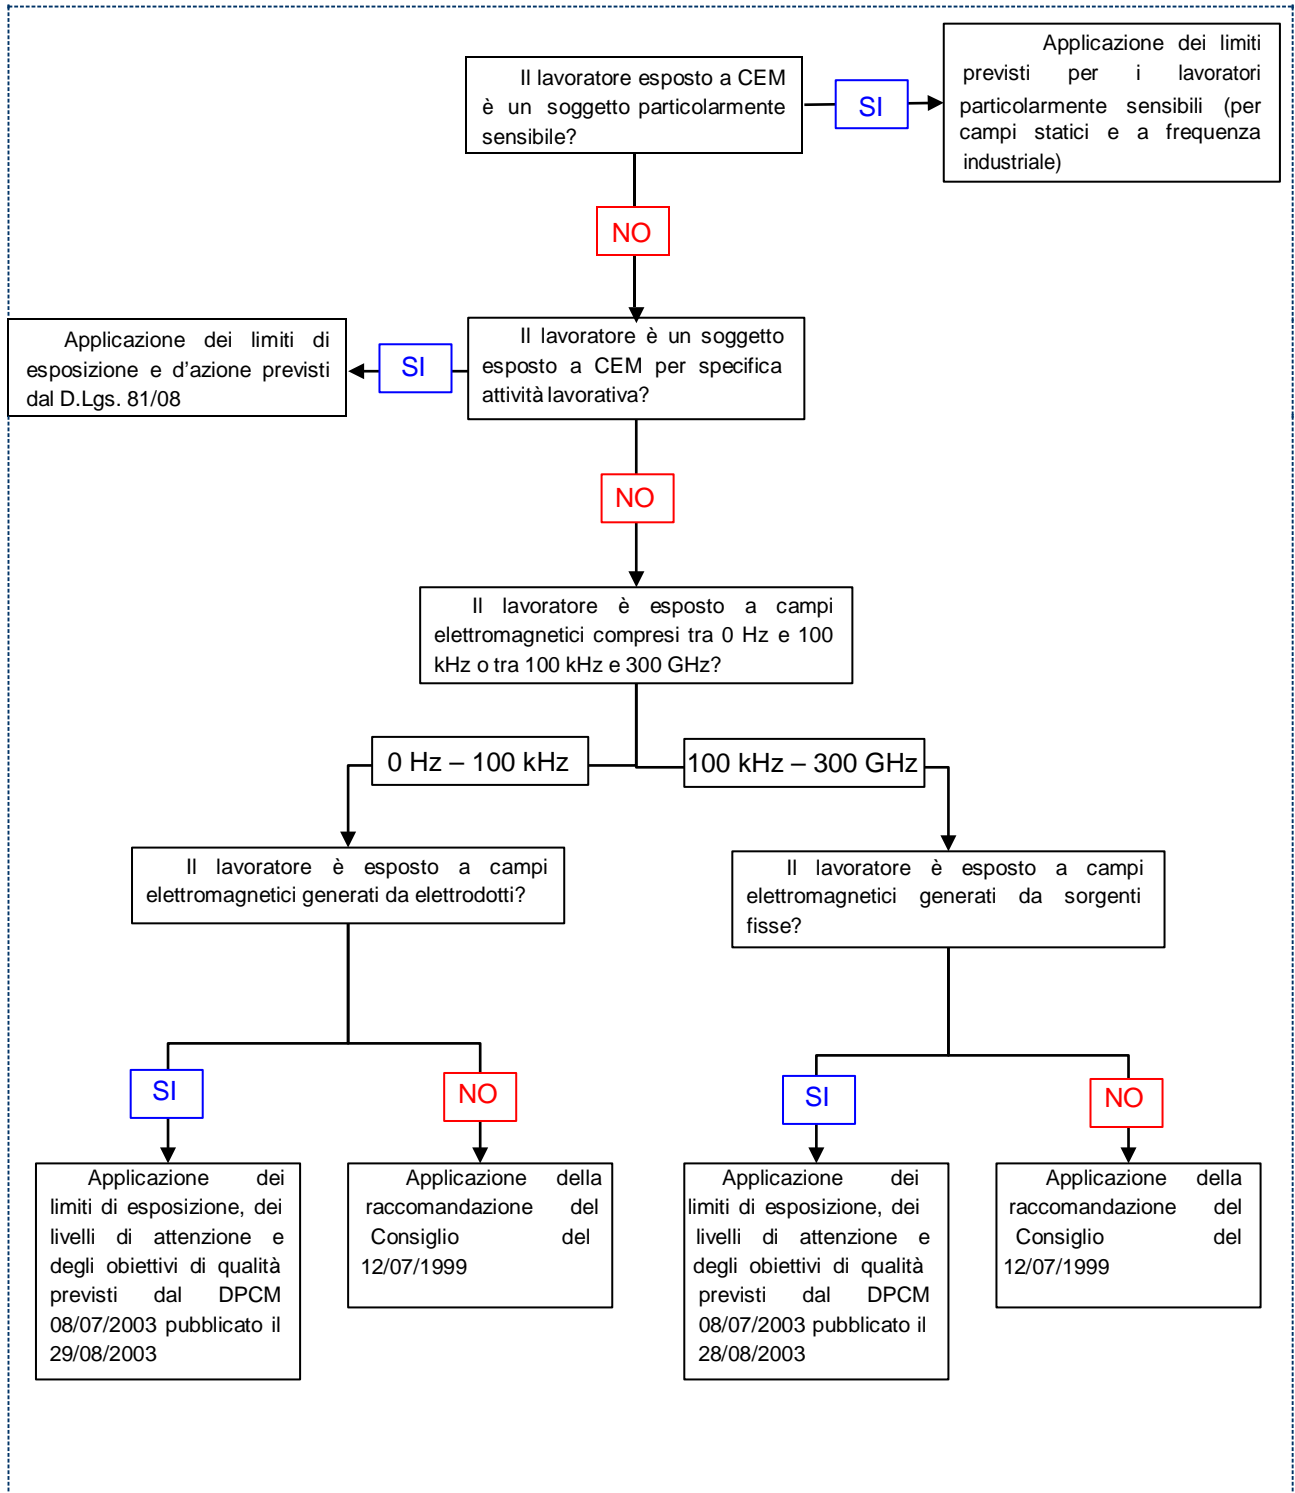 Il lavoratore esposto a CEM
è un soggetto particolarmente
sensibile?
SI
Applicazione dei limiti
previsti per i lavoratori
particolarmente sensibili (per
campi statici e a frequenza
industriale)
NO
Il lavoratore è un soggetto
esposto a CEM per specifica
attività lavorativa?
SI
Applicazione dei limiti di
esposizione e d’azione previsti
dal D.Lgs. 81/08
NO
Il lavoratore è esposto a campi
elettromagnetici compresi tra 0 Hz e 100
kHz o tra 100 kHz e 300 GHz?
0 Hz – 100 kHz
100 kHz – 300 GHz
Il lavoratore è esposto a campi
elettromagnetici generati da elettrodotti?
Il lavoratore è esposto a campi
elettromagnetici generati da sorgenti
fisse?
SI
NO
SI
NO
Applicazione dei
limiti di esposizione, dei
livelli di attenzione e
degli obiettivi di qualità
previsti dal DPCM
08/07/2003 pubblicato il
29/08/2003
Applicazione della
raccomandazione del
Consiglio del
12/07/1999
Applicazione dei
limiti di esposizione, dei
livelli di attenzione e
degli obiettivi di qualità
previsti dal DPCM
08/07/2003 pubblicato il
28/08/2003
Applicazione della
raccomandazione del
Consiglio del
12/07/1999